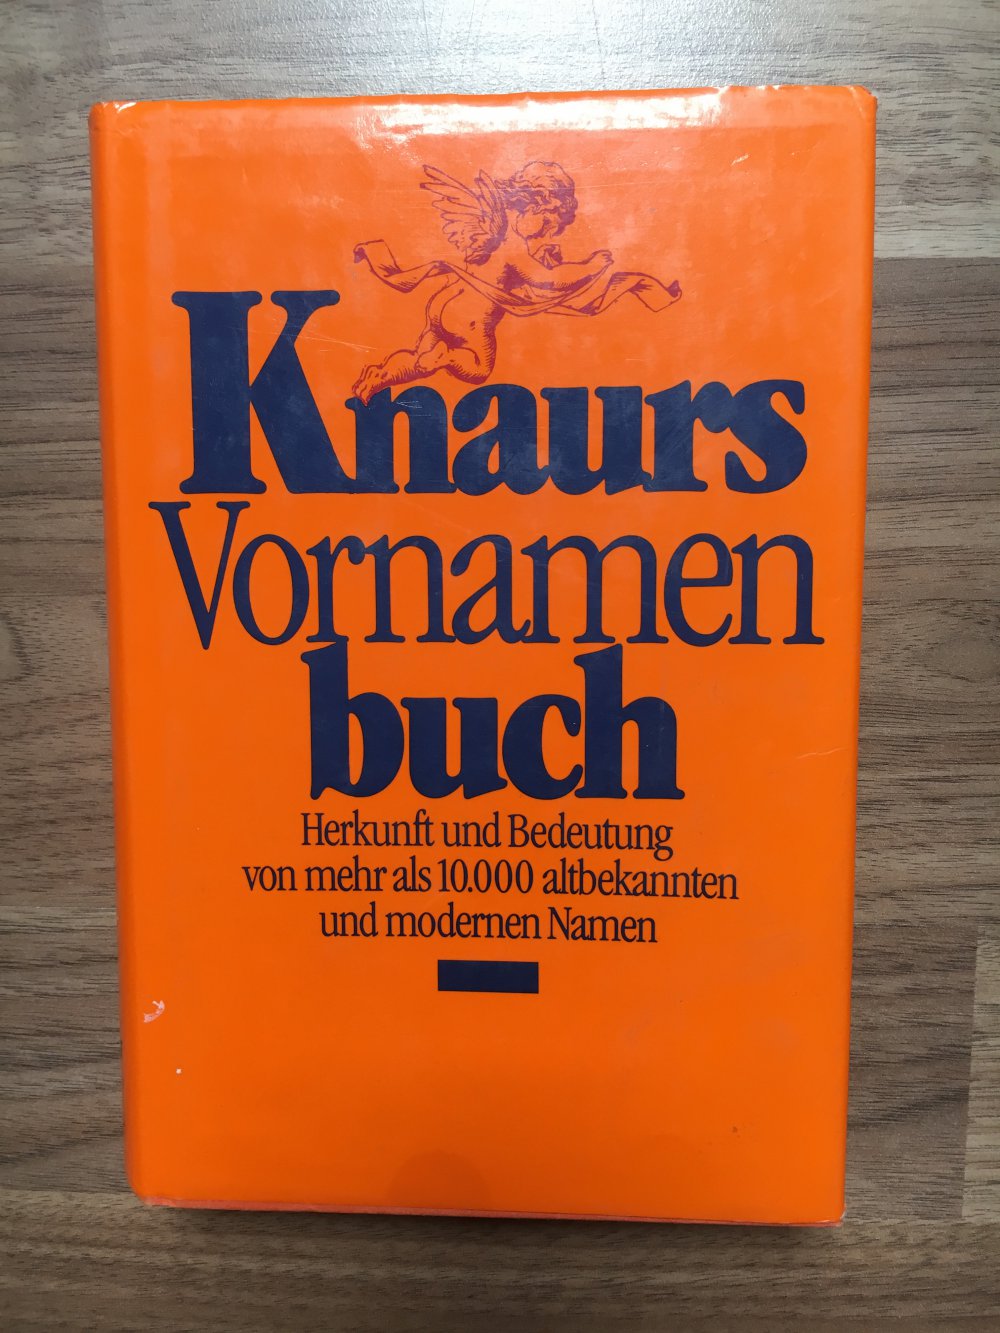 Knaurs
Vornamen
buch
Herkunft und Bedeutung
von mehr als 10.000 altbekannten
und modernen Namen